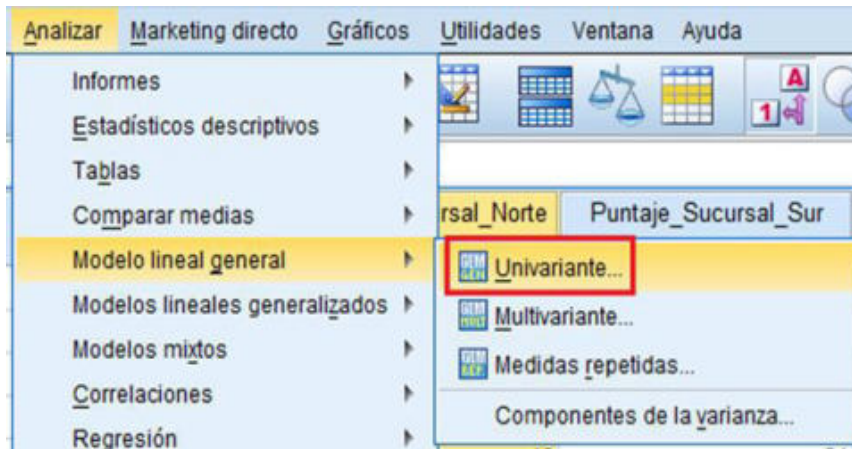 Analizar Marketing directo Gráficos Utilidades Ventana Ayuda
Informes
Estadísticos descriptivos
Tablas
Comparar medias
Modelo lineal general
Modelos lineales generalizados
Modelos mixtos
Correlaciones
Regresión
A
1
rsal_Norte Puntaje_Sucursal_Sur
Univariante...
Multivariante...
Medidas repetidas...
Componentes de la varianza...